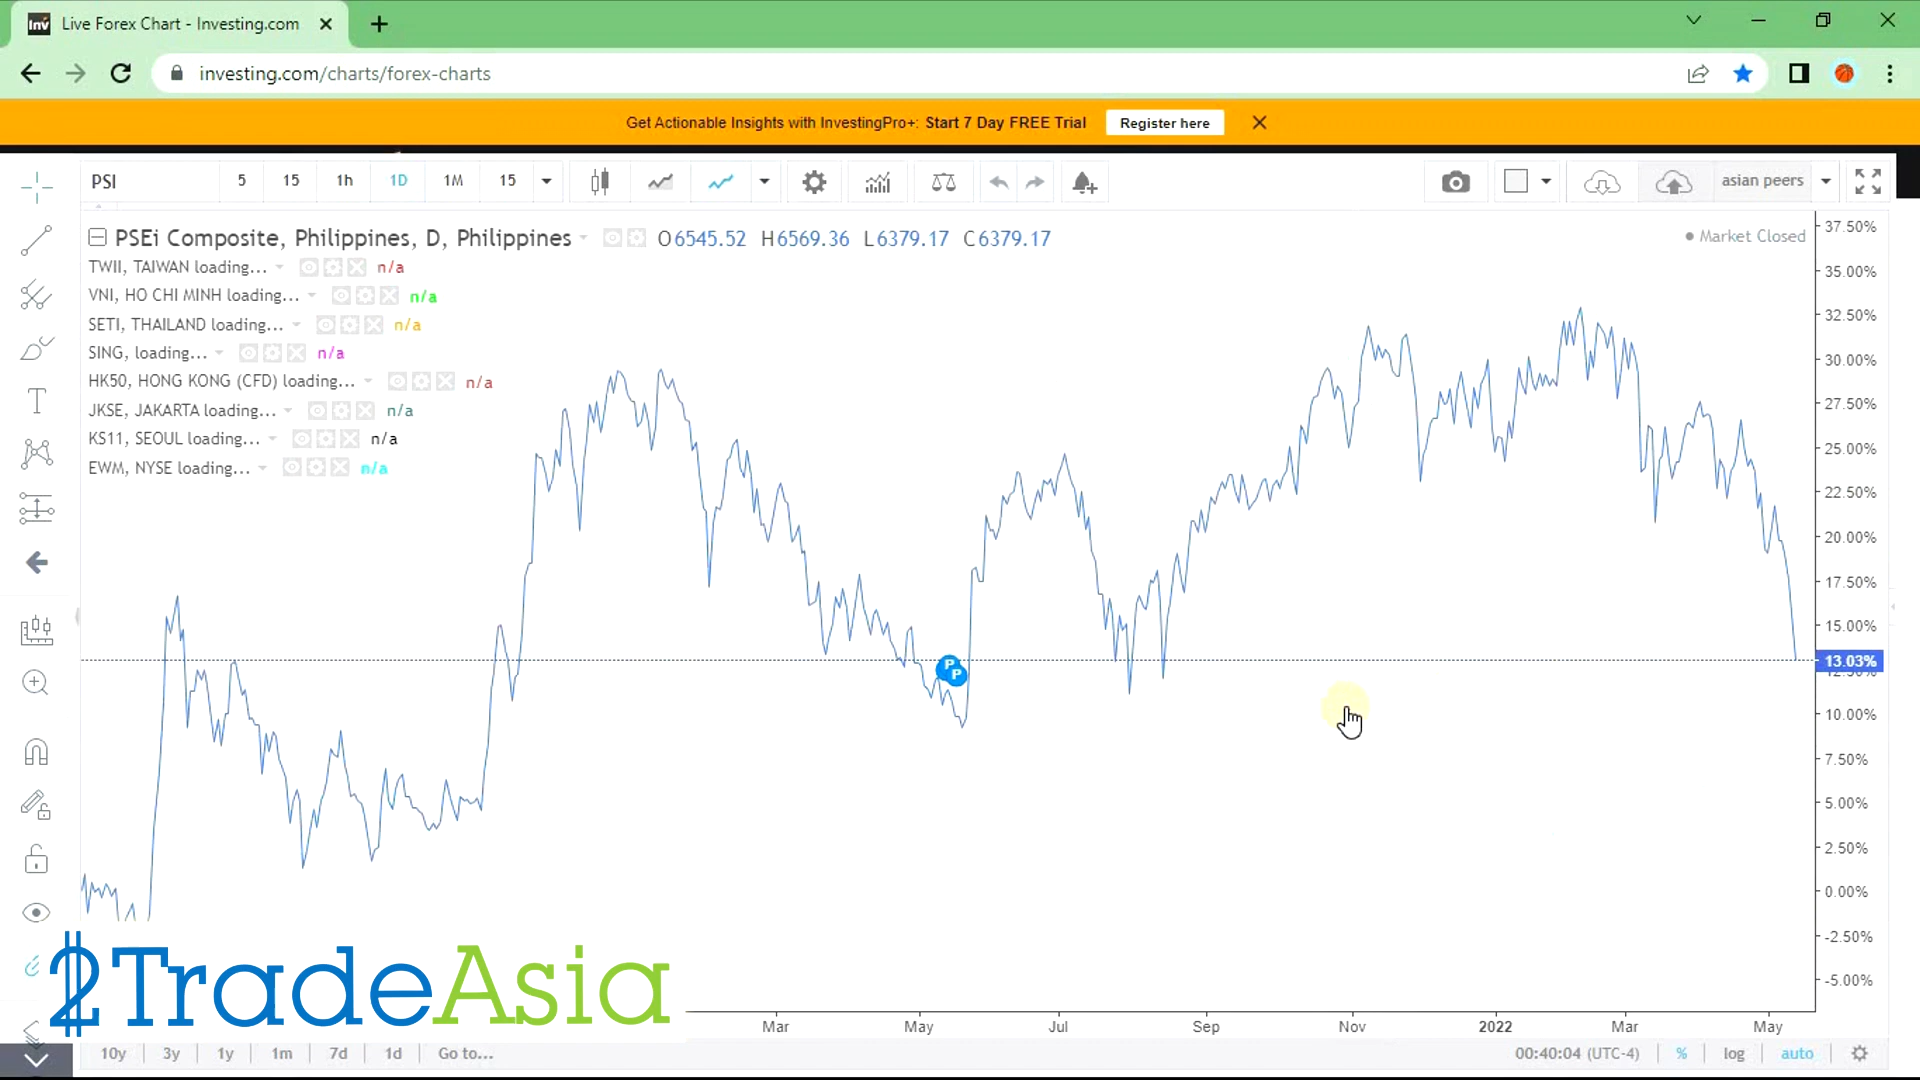 Inv Live Forex Chart - Investing.com
investing.com/charts/forex-charts
Get Actionable Insights with InvestingPro+: Start 7 Day FREE Trial Register here
PSI 5 15 1h 1D 1M 15 asian peers
PSEi Composite, Philippines, D, Philippines O6545.52 H6569.36 L6379.17 C6379.17
Market Closed
TWII, TAIWAN loading... n/a
VNI, HO CHI MINH loading... n/a
SETI, THAILAND loading... n/a
SING, loading... n/a
HK50, HONG KONG (CFD) loading... n/a
JKSE, JAKARTA loading... n/a
KS11, SEOUL loading... n/a
EWM, NYSE loading... n/a
37.50%
35.00%
32.50%
30.00%
27.50%
25.00%
22.50%
20.00%
17.50%
15.00%
13.03%
12.50%
10.00%
7.50%
5.00%
2.50%
0.00%
-2.50%
-5.00%
P
P
2TradeAsia
Mar May Jul Sep Nov 2022 Mar May
10y 3y 1y 1m 7d 1d Go to... 00:40:04 (UTC-4) % log auto